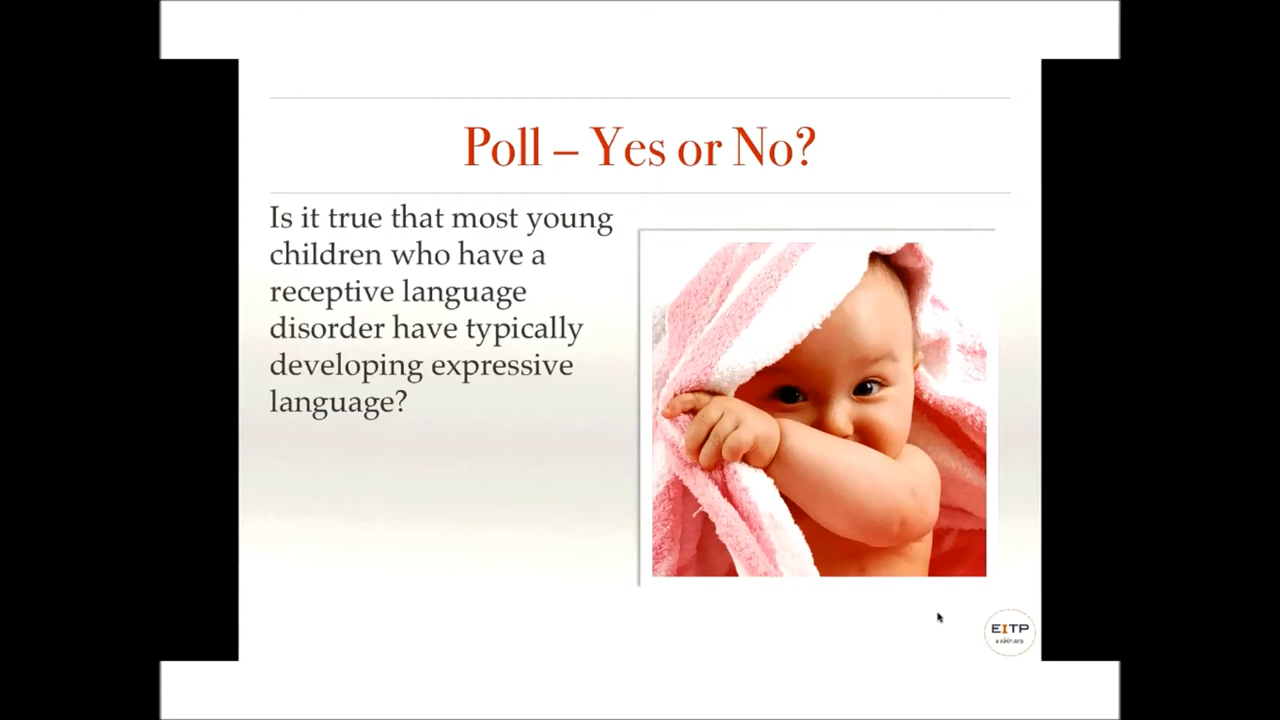 Poll – Yes or No?
Is it true that most young
children who have a
receptive language
disorder have typically
developing expressive
language?
EITP